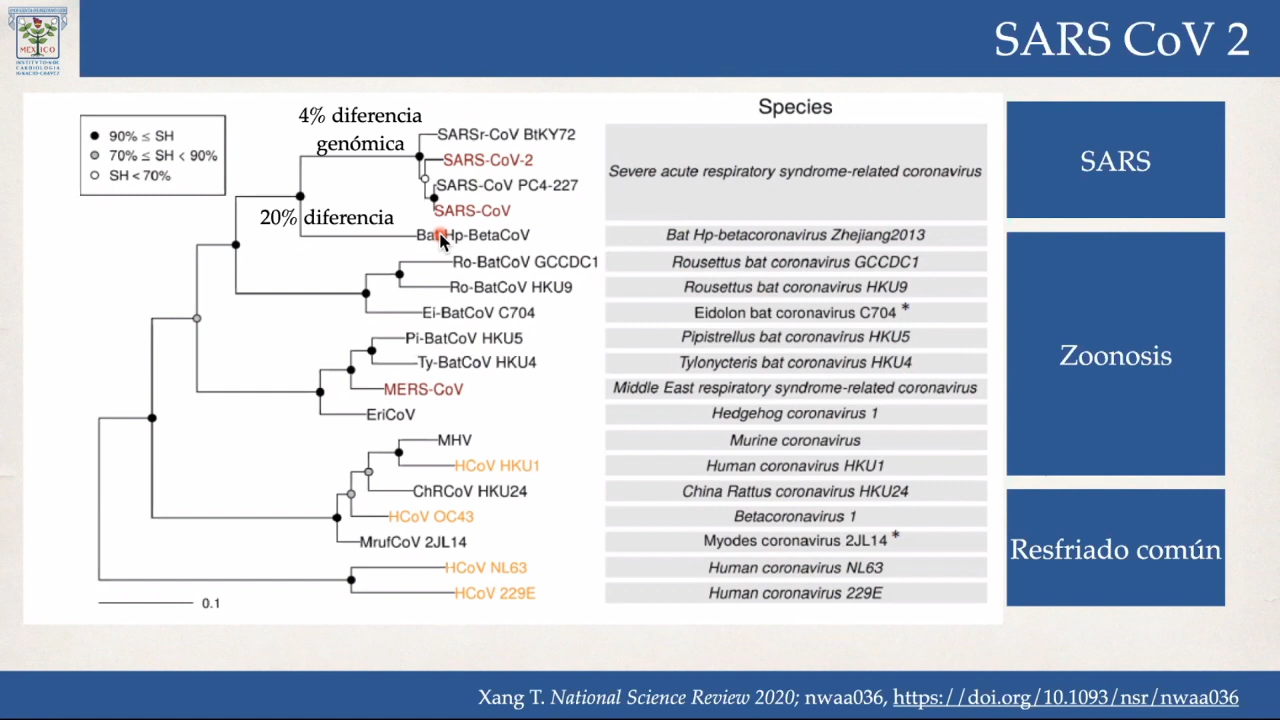 SARS CoV 2
MEXICO
INSTITUTO·N DE
CARDIOLOGIA
IGNACIO·CHAVEZ
90% ≤ SH
70% ≤ SH < 90%
SH < 70%
4% diferencia
genómica
20% diferencia
Species
SARSr-CoV BtKY72
SARS-CoV-2
SARS-CoV PC4-227
SARS-CoV
Severe acute respiratory syndrome-related coronavirus
Bat Hp-BetaCoV Bat Hp-betacoronavirus Zhejiang2013
Ro-BatCoV GCCDC1 Rousettus bat coronavirus GCCDC1
Ro-BatCoV HKU9 Rousettus bat coronavirus HKU9
Ei-BatCoV C704 Eidolon bat coronavirus C704 *
Pi-BatCoV HKU5 Pipistrellus bat coronavirus HKU5
Ty-BatCoV HKU4 Tylonycteris bat coronavirus HKU4
MERS-CoV Middle East respiratory syndrome-related coronavirus
EriCoV Hedgehog coronavirus 1
MHV Murine coronavirus
HCoV HKU1 Human coronavirus HKU1
ChRCoV HKU24 China Rattus coronavirus HKU24
HCoV OC43 Betacoronavirus 1
MrufCoV 2JL14 Myodes coronavirus 2JL14 *
HCoV NL63 Human coronavirus NL63
HCoV 229E Human coronavirus 229E
0.1
SARS
Zoonosis
Resfriado común
Xang T. National Science Review 2020; nwaa036, https://doi.org/10.1093/nsr/nwaa036